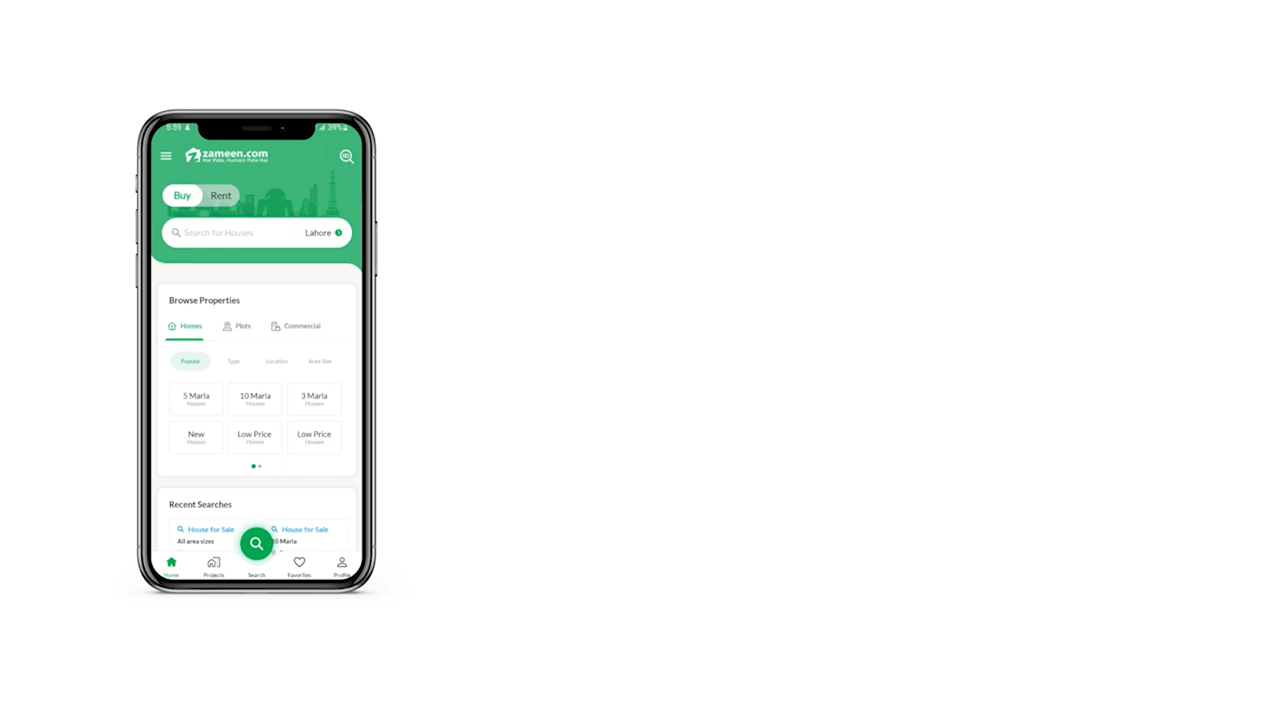 5:59
39%
zameen.com
Har Pata, Humain Pata Hai
Buy
Rent
Search for Houses
Lahore
Browse Properties
Homes
Plots
Commercial
Popular
Type
Location
Area Size
5 Marla
Houses
10 Marla
Houses
3 Marla
Houses
New
Houses
Low Price
Homes
Low Price
Houses
Recent Searches
House for Sale
All area sizes
House for Sale
10 Marla
Home
Projects
Search
Favorites
Profile